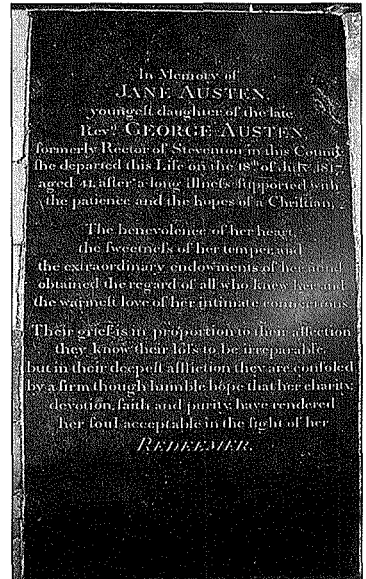 In Memory of
JANE AUSTEN,
youngeſt daughter of the late
Revd. GEORGE AUSTEN,
formerly Rector of Steventon in this County
ſhe departed this Life on the 18th of July 1817,
aged 41, after a long illneſs ſupported with
the patience and the hopes of a Chriſtian.
The benevolence of her heart,
the ſweetneſs of her temper, and
the extraordinary endowments of her mind
obtained the regard of all who knew her and
the warmeſt love of her intimate connections.
Their grief is in proportion to their affection
they know their loſs to be irreparable,
but in their deepeſt affliction they are conſoled
by a firm though humble hope that her charity,
devotion, faith and purity, have rendered
her ſoul acceptable in the ſight of her
REDEEMER.